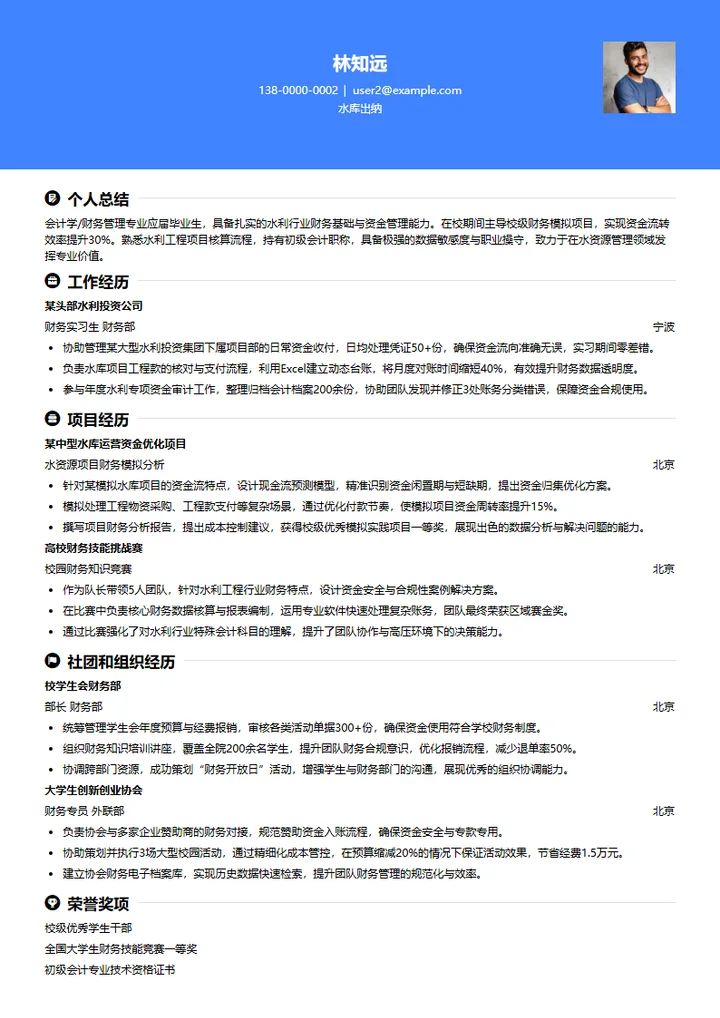 林知远
138-0000-0002 | user2@example.com
水库出纳
个人总结
会计学/财务管理专业应届毕业生，具备扎实的水利行业财务基础与资金管理能力。在校期间主导校级财务模拟项目，实现资金流转
效率提升30%。熟悉水利工程项目核算流程，持有初级会计职称，具备极强的数据敏感度与职业操守，致力于在水资源管理领域发
挥专业价值。
工作经历
某头部水利投资公司
财务实习生 财务部 宁波
• 协助管理某大型水利投资集团下属项目部的日常资金收付，日均处理凭证50+份，确保资金流向准确无误，实习期间零差错。
• 负责水库项目工程款的核对与支付流程，利用Excel建立动态台账，将月度对账时间缩短40%，有效提升财务数据透明度。
• 参与年度水利专项资金审计工作，整理归档会计档案200余份，协助团队发现并修正3处账务分类错误，保障资金合规使用。
项目经历
某中型水库运营资金优化项目
水资源项目财务模拟分析 北京
• 针对某模拟水库项目的资金流特点，设计现金流预测模型，精准识别资金闲置期与短缺期，提出资金归集优化方案。
• 模拟处理工程物资采购、工程款支付等复杂场景，通过优化付款节奏，使模拟项目资金周转率提升15%。
• 撰写项目财务分析报告，提出成本控制建议，获得校级优秀模拟实践项目一等奖，展现出色的数据分析与解决问题的能力。
高校财务技能挑战赛
校园财务知识竞赛 北京
• 作为队长带领5人团队，针对水利工程行业财务特点，设计资金安全与合规性案例解决方案。
• 在比赛中负责核心财务数据核算与报表编制，运用专业软件快速处理复杂账务，团队最终荣获区域赛金奖。
• 通过比赛强化了对水利行业特殊会计科目的理解，提升了团队协作与高压环境下的决策能力。
社团和组织经历
校学生会财务部
部长 财务部 北京
• 统筹管理学生会年度预算与经费报销，审核各类活动单据300+份，确保资金使用符合学校财务制度。
• 组织财务知识培训讲座，覆盖全院200余名学生，提升团队财务合规意识，优化报销流程，减少退单率50%。
• 协调跨部门资源，成功策划“财务开放日”活动，增强学生与财务部门的沟通，展现优秀的组织协调能力。
大学生创新创业协会
财务专员 外联部 北京
• 负责协会与多家企业赞助商的财务对接，规范赞助资金入账流程，确保资金安全与专款专用。
• 协助策划并执行3场大型校园活动，通过精细化成本管控，在预算缩减20%的情况下保证活动效果，节省经费1.5万元。
• 建立协会财务电子档案库，实现历史数据快速检索，提升团队财务管理的规范化与效率。
荣誉奖项
校级优秀学生干部
全国大学生财务技能竞赛一等奖
初级会计专业技术资格证书